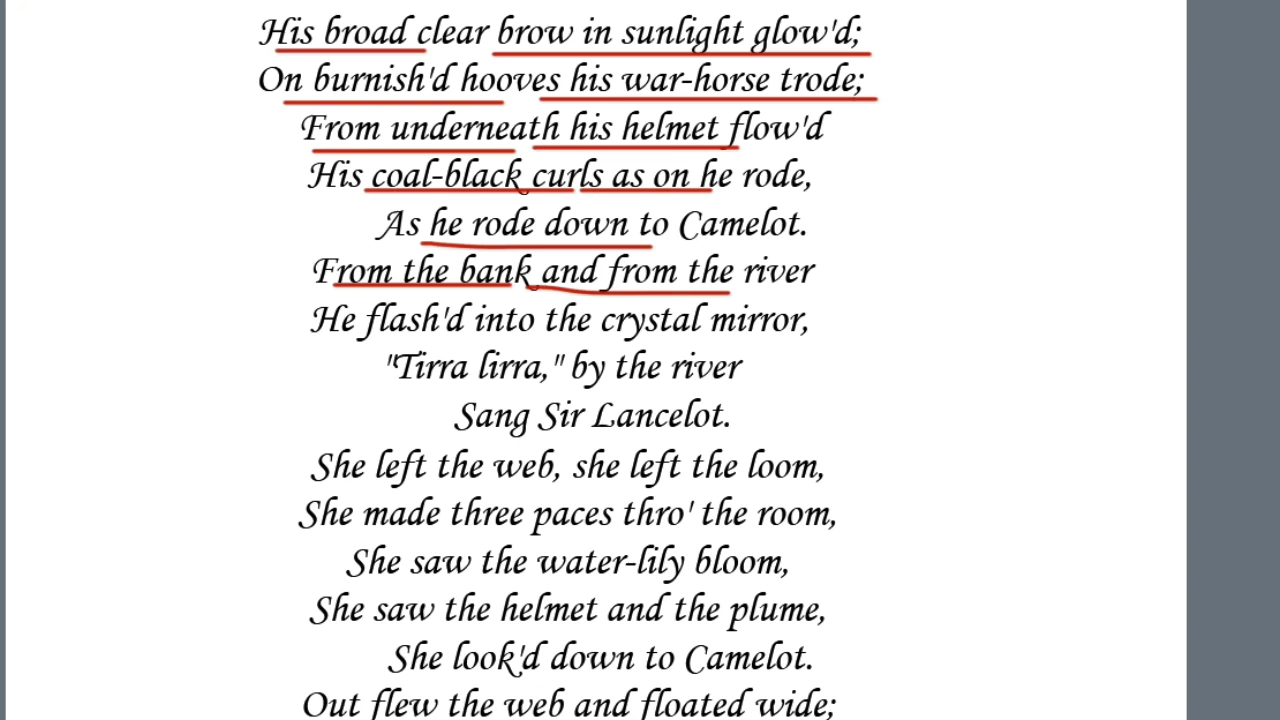 His broad clear brow in sunlight glow'd;
On burnish'd hooves his war-horse trode;
From underneath his helmet flow'd
His coal-black curls as on he rode,
As he rode down to Camelot.
From the bank and from the river
He flash'd into the crystal mirror,
"Tirra lirra," by the river
Sang Sir Lancelot.
She left the web, she left the loom,
She made three paces thro' the room,
She saw the water-lily bloom,
She saw the helmet and the plume,
She look'd down to Camelot.
Out flew the web and floated wide;